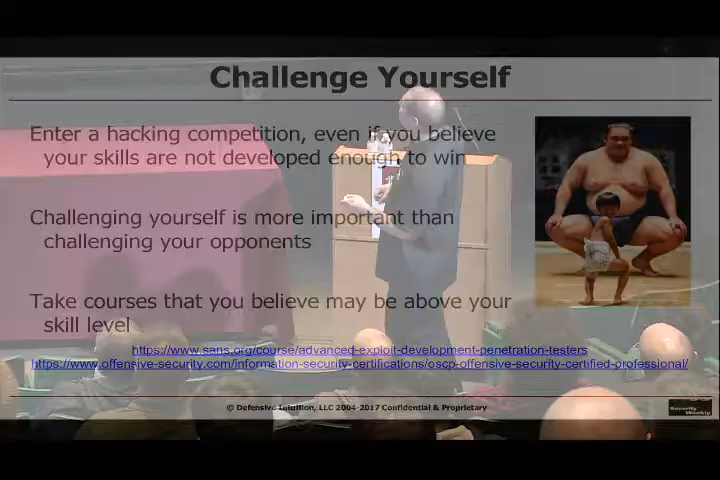 Challenge Yourself
Enter a hacking competition, even if you believe
your skills are not developed enough to win
Challenging yourself is more important than
challenging your opponents
Take courses that you believe may be above your
skill level
https://www.sans.org/course/advanced-exploit-development-penetration-testers
https://www.offensive-security.com/information-security-certifications/oscp-offensive-security-certified-professional/
© Defensive Intuition, LLC 2004-2017 Confidential & Proprietary
Security
Weekly